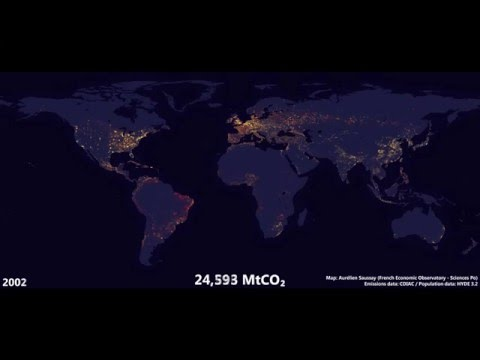 2002
24,593 MtCO₂
Map: Aurélien Saussay (French Economic Observatory - Sciences Po)
Emissions data: CDIAC / Population data: HYDE 3.2